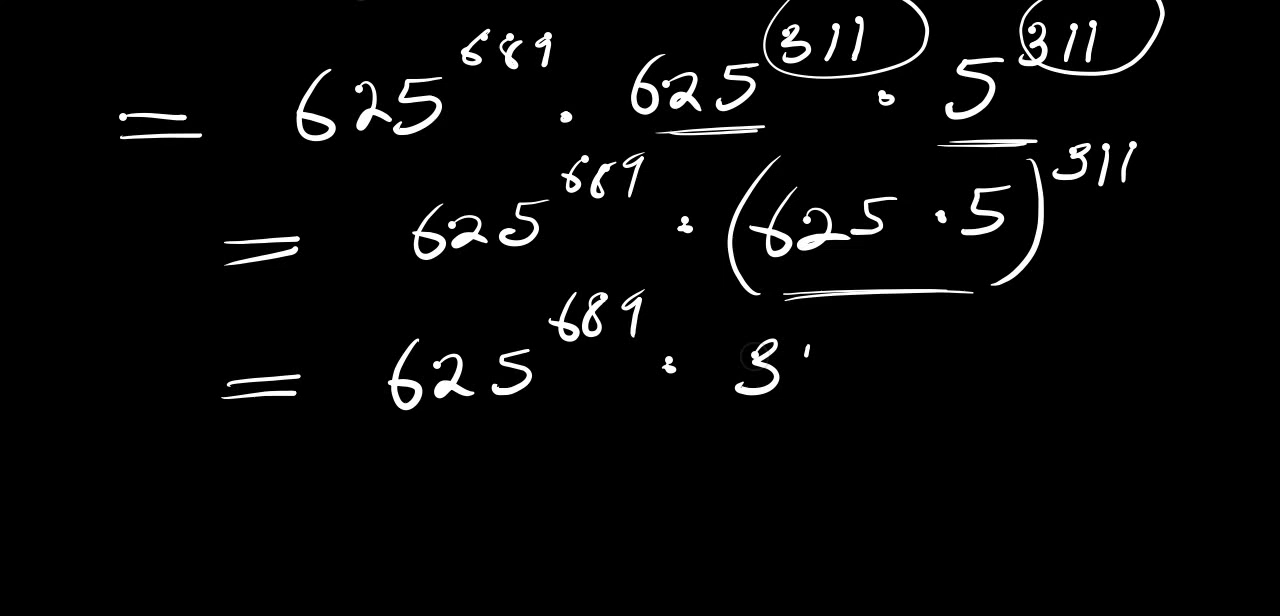 = 625^689 · 625^311 · 5^311
= 625^689 · (625 · 5)^311
= 625^689 · 3'